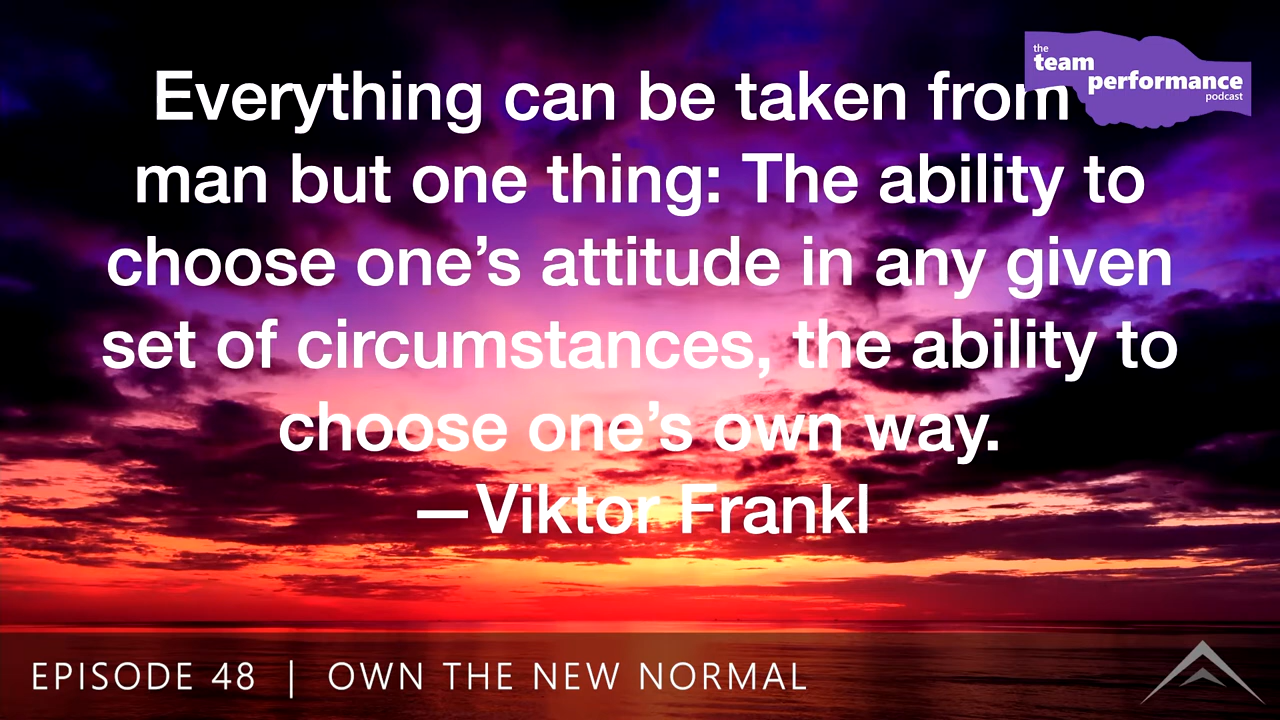 the
team
performance
podcast
Everything can be taken from
man but one thing: The ability to
choose one’s attitude in any given
set of circumstances, the ability to
choose one’s own way.
—Viktor Frankl
EPISODE 48 | OWN THE NEW NORMAL